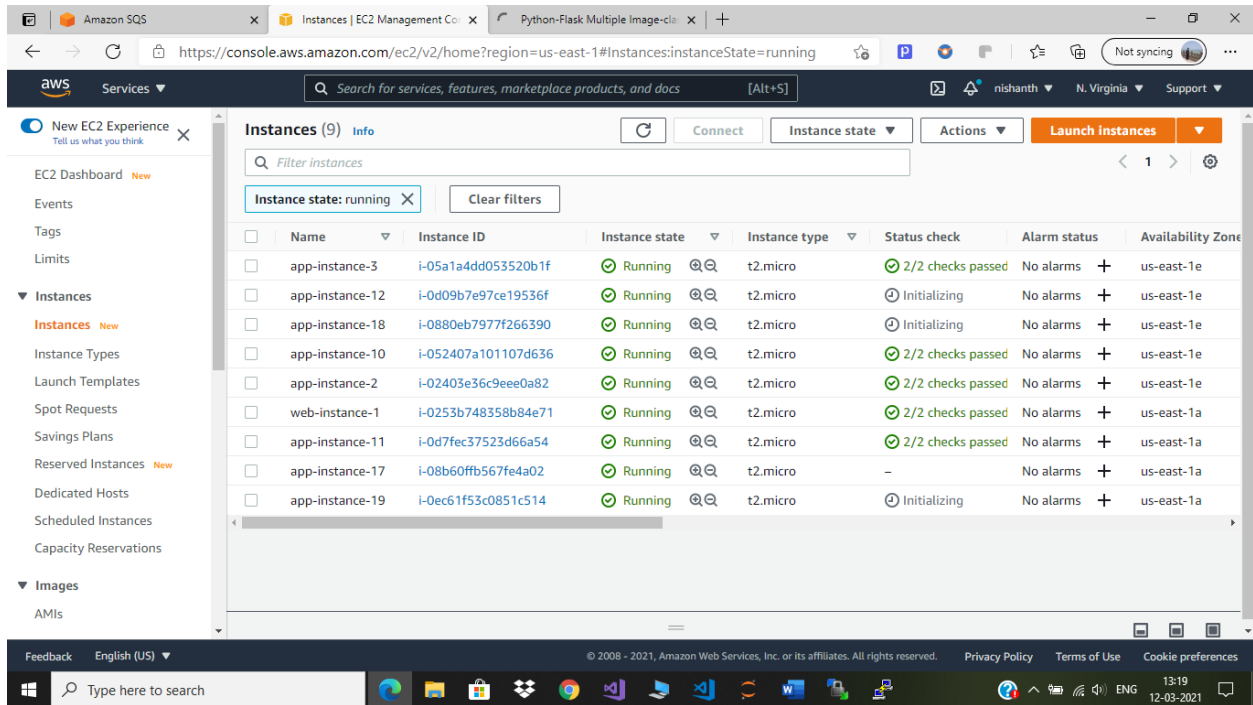 Amazon SQS
Instances | EC2 Management Con
Python-Flask Multiple Image-cla
https://console.aws.amazon.com/ec2/v2/home?region=us-east-1#Instances:instanceState=running
Not syncing
aws
Services ▼
Search for services, features, marketplace products, and docs [Alt+S]
nishanth ▼
N. Virginia ▼
Support ▼
New EC2 Experience
Tell us what you think
EC2 Dashboard New
Events
Tags
Limits
▼ Instances
Instances New
Instance Types
Launch Templates
Spot Requests
Savings Plans
Reserved Instances New
Dedicated Hosts
Scheduled Instances
Capacity Reservations
▼ Images
AMIs
Instances (9) Info
Connect
Instance state ▼
Actions ▼
Launch instances
Filter instances
1
Instance state: running
Clear filters
Name Instance ID Instance state Instance type Status check Alarm status Availability Zone
app-instance-3 i-05a1a4dd053520b1f Running t2.micro 2/2 checks passed No alarms + us-east-1e
app-instance-12 i-0d09b7e97ce19536f Running t2.micro Initializing No alarms + us-east-1e
app-instance-18 i-0880eb7977f266390 Running t2.micro Initializing No alarms + us-east-1e
app-instance-10 i-052407a101107d636 Running t2.micro 2/2 checks passed No alarms + us-east-1e
app-instance-2 i-02403e36c9eee0a82 Running t2.micro 2/2 checks passed No alarms + us-east-1e
web-instance-1 i-0253b748358b84e71 Running t2.micro 2/2 checks passed No alarms + us-east-1a
app-instance-11 i-0d7fec37523d66a54 Running t2.micro 2/2 checks passed No alarms + us-east-1a
app-instance-17 i-08b60ffb567fe4a02 Running t2.micro – No alarms + us-east-1a
app-instance-19 i-0ec61f53c0851c514 Running t2.micro Initializing No alarms + us-east-1a
Feedback
English (US) ▼
© 2008 - 2021, Amazon Web Services, Inc. or its affiliates. All rights reserved.
Privacy Policy
Terms of Use
Cookie preferences
Type here to search
ENG
13:19
12-03-2021